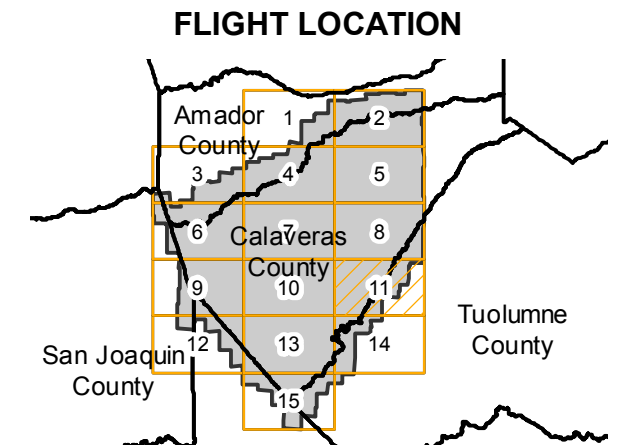 FLIGHT LOCATION
Amador
County
1
2
3
4
5
6
7
8
Calaveras
County
9
10
11
Tuolumne
County
12
13
14
San Joaquin
County
15